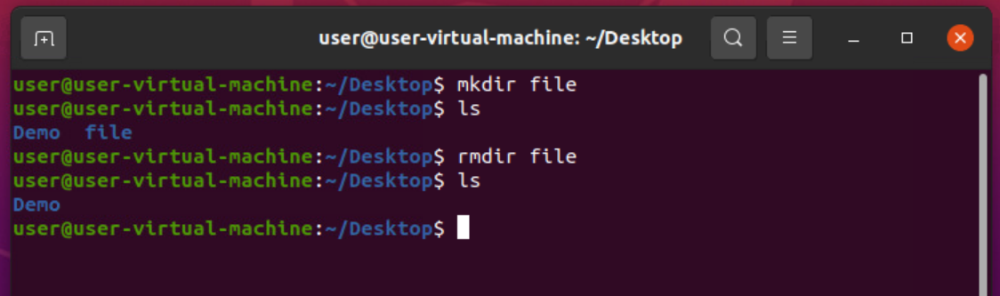 user@user-virtual-machine: ~/Desktop
user@user-virtual-machine:~/Desktop$ mkdir file
user@user-virtual-machine:~/Desktop$ ls
Demo  file
user@user-virtual-machine:~/Desktop$ rmdir file
user@user-virtual-machine:~/Desktop$ ls
Demo
user@user-virtual-machine:~/Desktop$